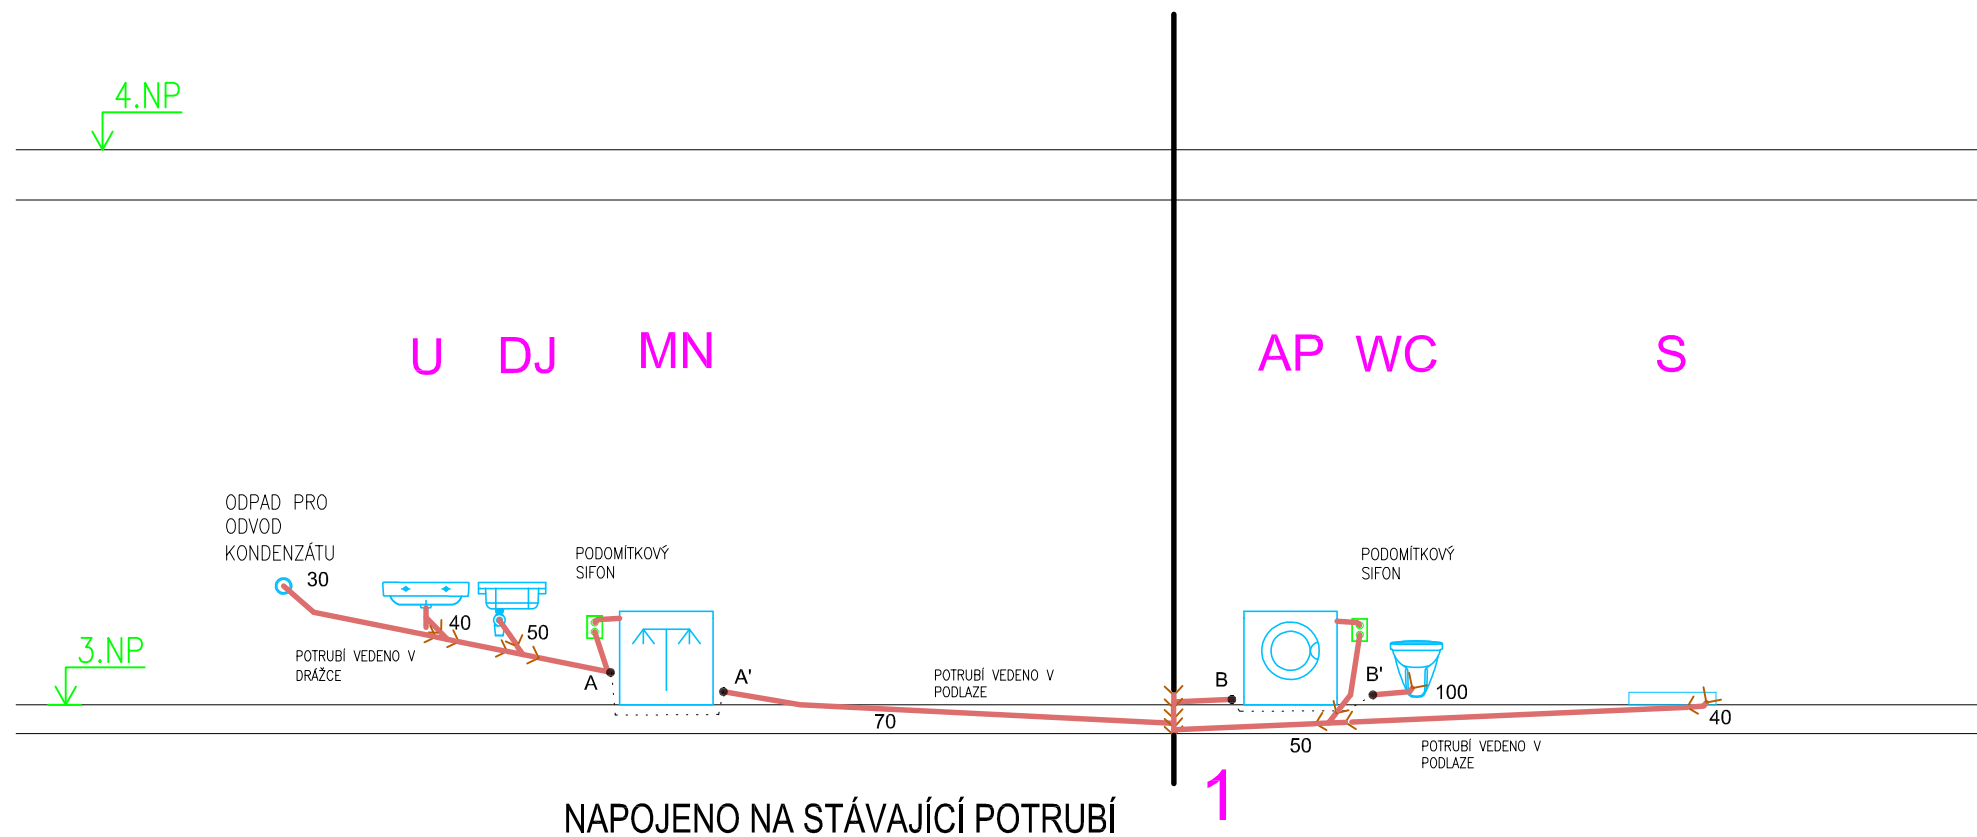 4.NP
U DJ MN AP WC S
ODPAD PRO
ODVOD
KONDENZÁTU
30
40
50
PODOMÍTKOVÝ
SIFON
PODOMÍTKOVÝ
SIFON
3.NP
POTRUBÍ VEDENO V
DRÁŽCE
A
A'
POTRUBÍ VEDENO V
PODLAZE
70
B
B'
100
40
50
POTRUBÍ VEDENO V
PODLAZE
1
NAPOJENO NA STÁVAJÍCÍ POTRUBÍ